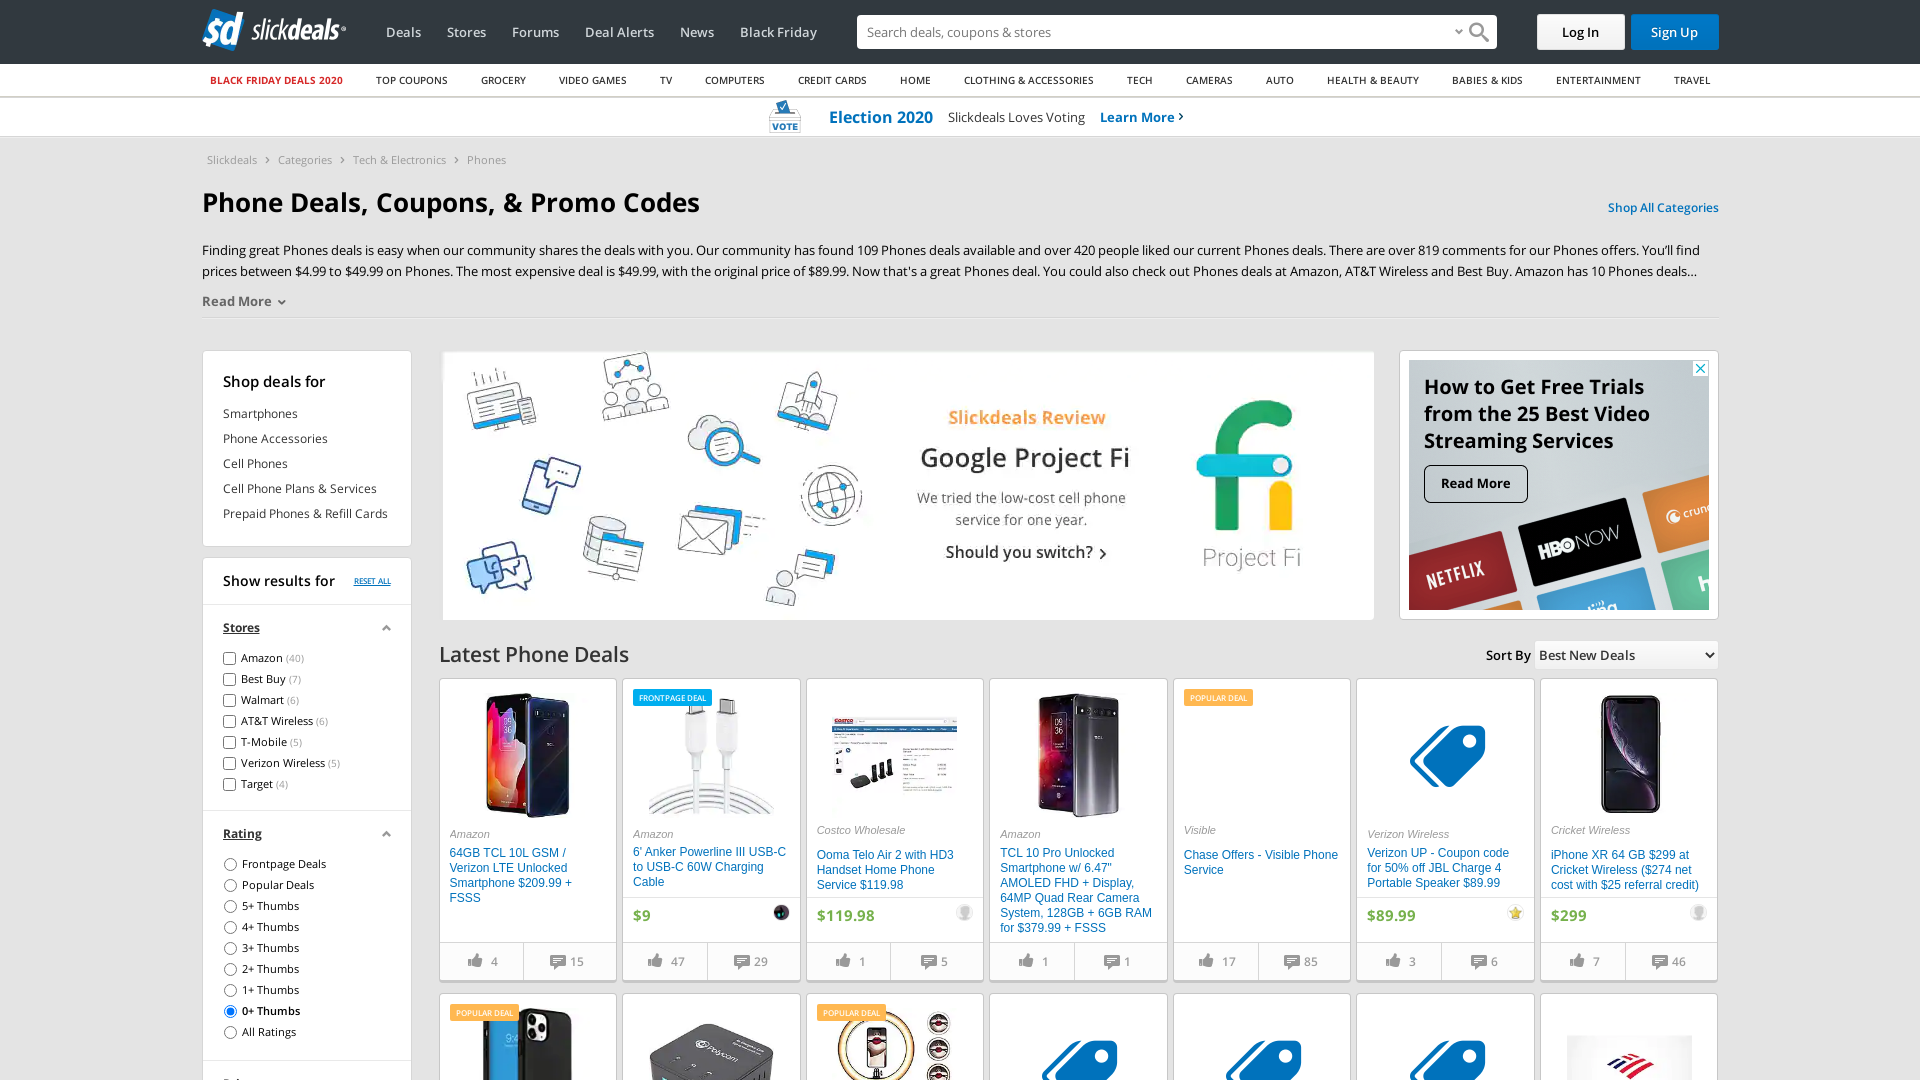 slickdeals
Deals
Stores
Forums
Deal Alerts
News
Black Friday
Search deals, coupons & stores
Log In
Sign Up
BLACK FRIDAY DEALS 2020
TOP COUPONS
GROCERY
VIDEO GAMES
TV
COMPUTERS
CREDIT CARDS
HOME
CLOTHING & ACCESSORIES
TECH
CAMERAS
AUTO
HEALTH & BEAUTY
BABIES & KIDS
ENTERTAINMENT
TRAVEL
VOTE
Election 2020
Slickdeals Loves Voting
Learn More
Slickdeals > Categories > Tech & Electronics > Phones
Phone Deals, Coupons, & Promo Codes
Shop All Categories
Finding great Phones deals is easy when our community shares the deals with you. Our community has found 109 Phones deals available and over 420 people liked our current Phones deals. There are over 819 comments for our Phones offers. You'll find
prices between $4.99 to $49.99 on Phones. The most expensive deal is $49.99, with the original price of $89.99. Now that's a great Phones deal. You could also check out Phones deals at Amazon, AT&T Wireless and Best Buy. Amazon has 10 Phones deals...
Read More
Shop deals for
Smartphones
Phone Accessories
Cell Phones
Cell Phone Plans & Services
Prepaid Phones & Refill Cards
Show results for
RESET ALL
Stores
Amazon (40)
Best Buy (7)
Walmart (6)
AT&T Wireless (6)
T-Mobile (5)
Verizon Wireless (5)
Target (4)
Rating
Frontpage Deals
Popular Deals
5+ Thumbs
4+ Thumbs
3+ Thumbs
2+ Thumbs
1+ Thumbs
0+ Thumbs
All Ratings
Slickdeals Review
Google Project Fi
We tried the low-cost cell phone
service for one year.
Should you switch?
Project Fi
How to Get Free Trials
from the 25 Best Video
Streaming Services
Read More
NETFLIX
HBO NOW
crunc
ling
h
Latest Phone Deals
Sort By
Best New Deals
Amazon
64GB TCL 10L GSM /
Verizon LTE Unlocked
Smartphone $209.99 +
FSSS
4
15
FRONTPAGE DEAL
Amazon
6' Anker Powerline III USB-C
to USB-C 60W Charging
Cable
$9
47
29
Costco Wholesale
Ooma Telo Air 2 with HD3
Handset Home Phone
Service $119.98
$119.98
1
5
Amazon
TCL 10 Pro Unlocked
Smartphone w/ 6.47"
AMOLED FHD + Display,
64MP Quad Rear Camera
System, 128GB + 6GB RAM
for $379.99 + FSSS
1
1
POPULAR DEAL
Visible
Chase Offers - Visible Phone
Service
17
85
Verizon Wireless
Verizon UP - Coupon code
for 50% off JBL Charge 4
Portable Speaker $89.99
$89.99
3
6
Cricket Wireless
iPhone XR 64 GB $299 at
Cricket Wireless ($274 net
cost with $25 referral credit)
$299
7
46
POPULAR DEAL
Polycom
POPULAR DEAL